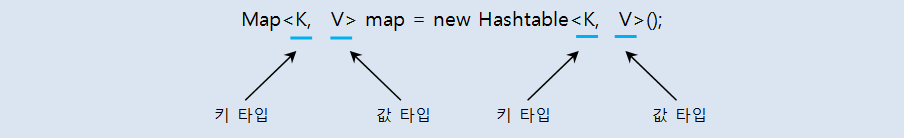 Map<K, V> map = new Hashtable<K, V>();
키 타입 값 타입 키 타입 값 타입